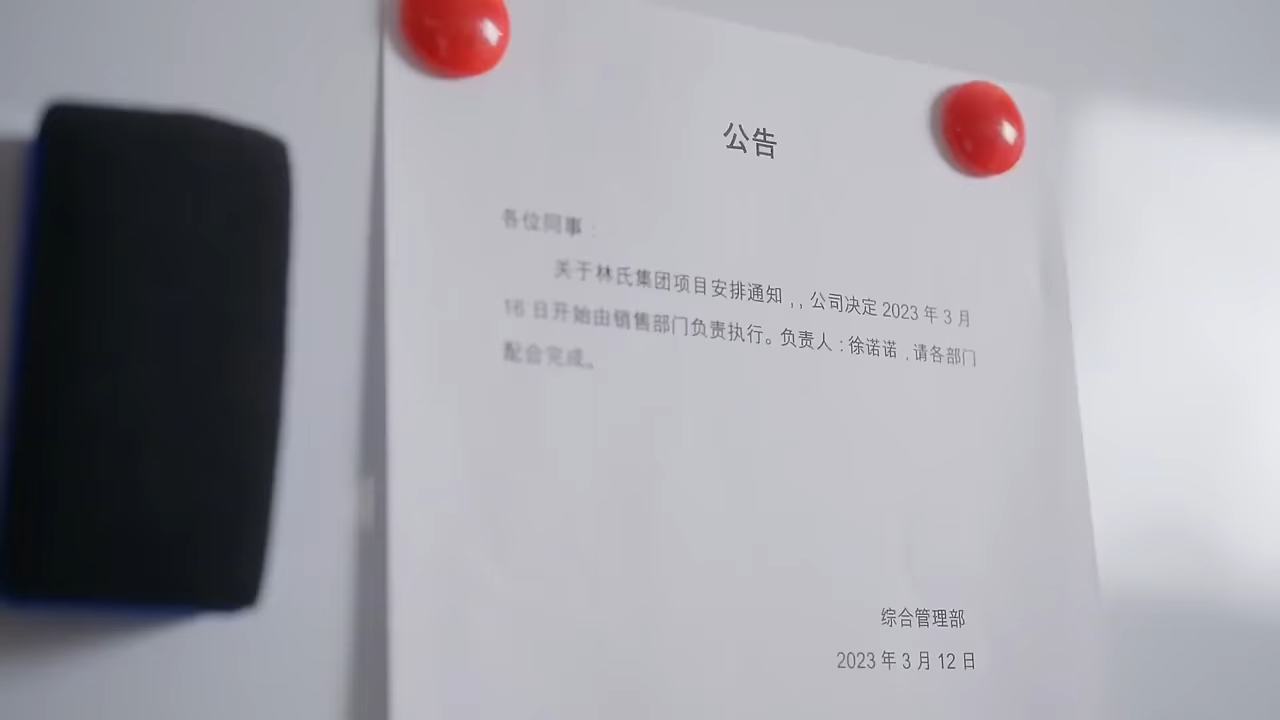 公告
各位同事：
关于林氏集团项目安排通知，，公司决定 2023 年 3 月
16 日开始由销售部门负责执行。负责人：徐诺诺，请各部门
配合完成。
综合管理部
2023 年 3 月 12 日